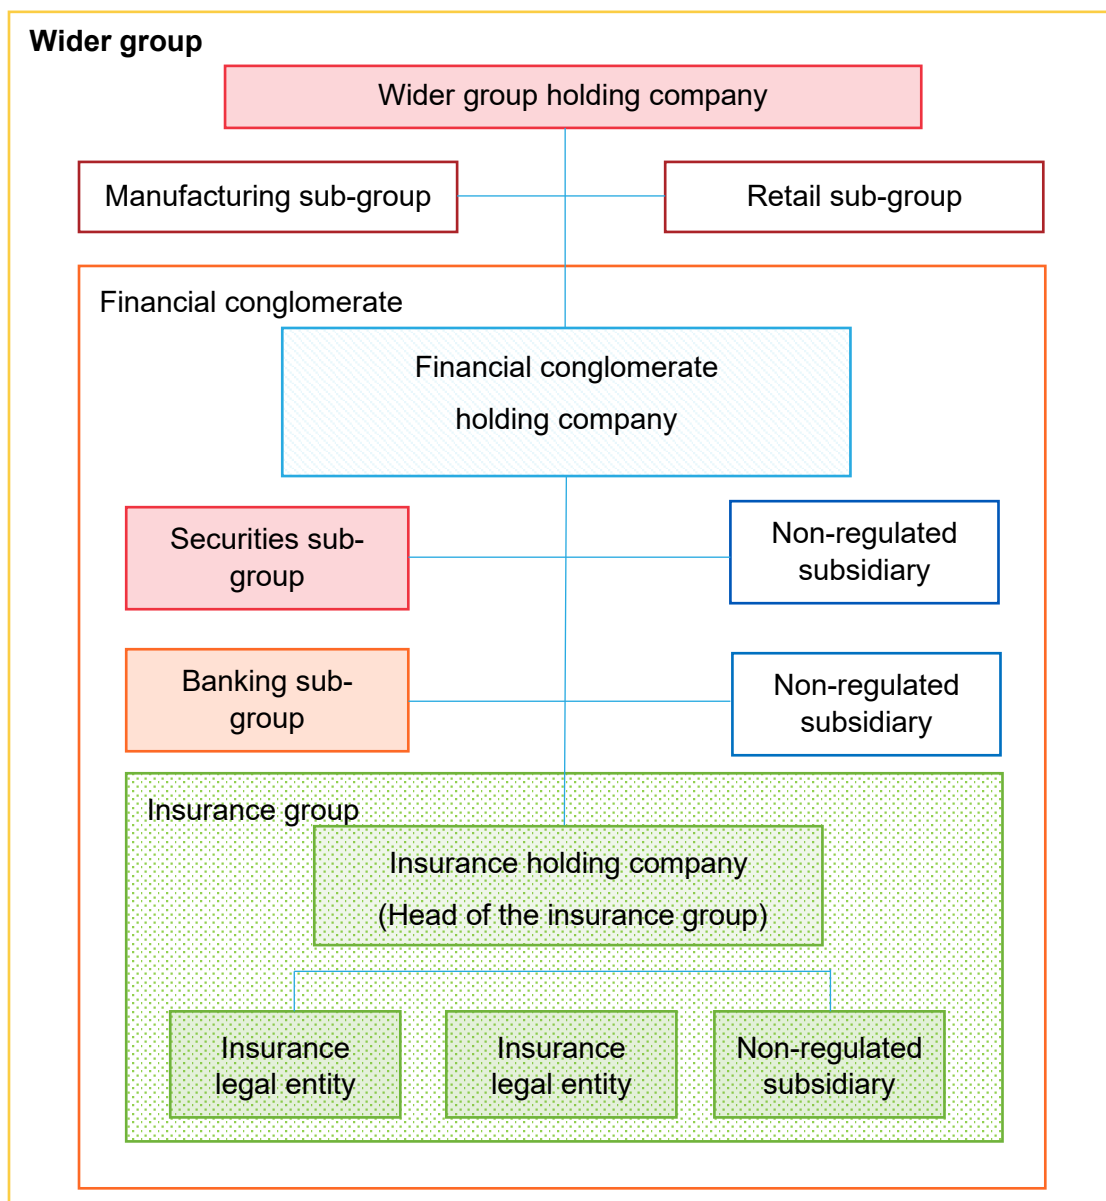 Wider group
Wider group holding company
Manufacturing sub-group
Retail sub-group
Financial conglomerate
Financial conglomerate
holding company
Securities sub-
group
Non-regulated
subsidiary
Banking sub-
group
Non-regulated
subsidiary
Insurance group
Insurance holding company
(Head of the insurance group)
Insurance
legal entity
Insurance
legal entity
Non-regulated
subsidiary